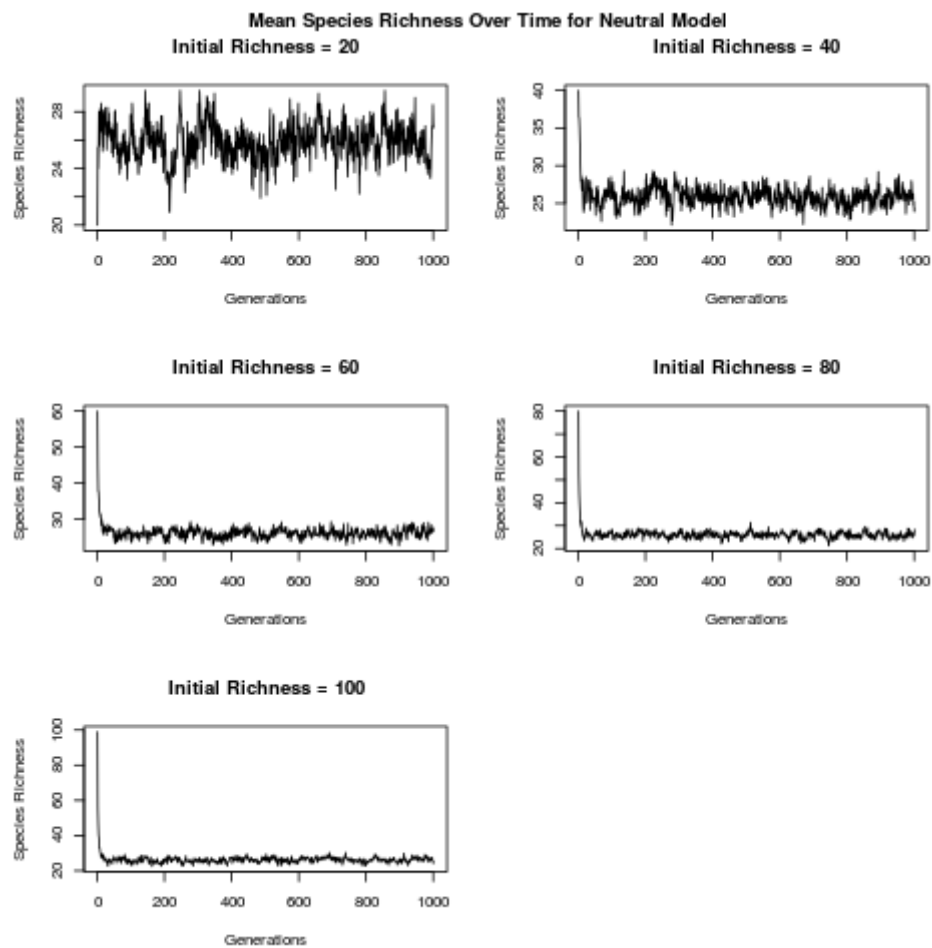 Mean Species Richness Over Time for Neutral Model
Initial Richness = 20
Species Richness
28
24
20
0 200 400 600 800 1000
Generations
Initial Richness = 40
Species Richness
40
35
30
25
0 200 400 600 800 1000
Generations
Initial Richness = 60
Species Richness
60
50
40
30
0 200 400 600 800 1000
Generations
Initial Richness = 80
Species Richness
80
60
40
20
0 200 400 600 800 1000
Generations
Initial Richness = 100
Species Richness
100
80
60
40
20
0 200 400 600 800 1000
Generations